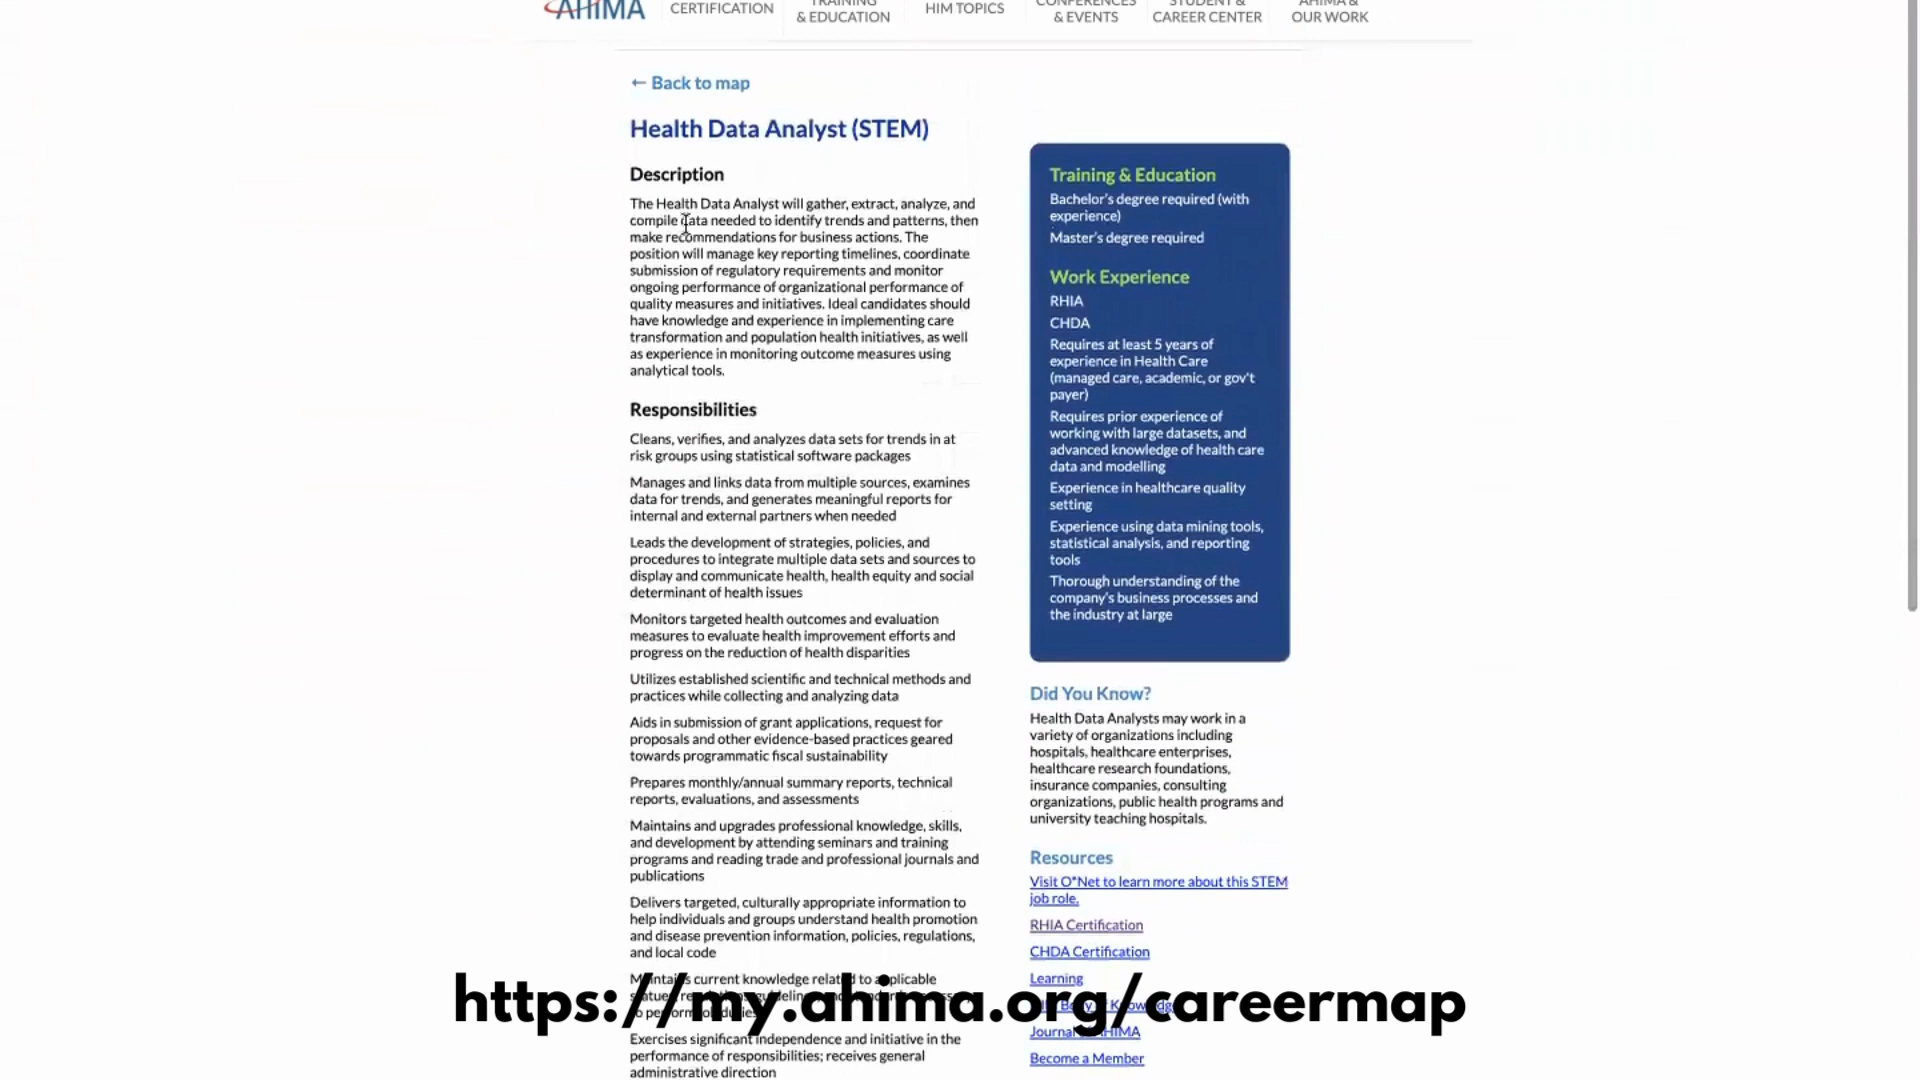 AHIMA
CERTIFICATION
TRAINING
& EDUCATION
HIM TOPICS
CONFERENCES
& EVENTS
STUDENT &
CAREER CENTER
AHIMA &
OUR WORK
← Back to map
Health Data Analyst (STEM)
Description
The Health Data Analyst will gather, extract, analyze, and
compile data needed to identify trends and patterns, then
make recommendations for business actions. The
position will manage key reporting timelines, coordinate
submission of regulatory requirements and monitor
ongoing performance of organizational performance of
quality measures and initiatives. Ideal candidates should
have knowledge and experience in implementing care
transformation and population health initiatives, as well
as experience in monitoring outcome measures using
analytical tools.
Responsibilities
Cleans, verifies, and analyzes data sets for trends in at
risk groups using statistical software packages
Manages and links data from multiple sources, examines
data for trends, and generates meaningful reports for
internal and external partners when needed
Leads the development of strategies, policies, and
procedures to integrate multiple data sets and sources to
display and communicate health, health equity and social
determinant of health issues
Monitors targeted health outcomes and evaluation
measures to evaluate health improvement efforts and
progress on the reduction of health disparities
Utilizes established scientific and technical methods and
practices while collecting and analyzing data
Aids in submission of grant applications, request for
proposals and other evidence-based practices geared
towards programmatic fiscal sustainability
Prepares monthly/annual summary reports, technical
reports, evaluations, and assessments
Maintains and upgrades professional knowledge, skills,
and development by attending seminars and training
programs and reading trade and professional journals and
publications
Delivers targeted, culturally appropriate information to
help individuals and groups understand health promotion
and disease prevention information, policies, regulations,
and local code
Maintains current knowledge related to applicable
to perform
Exercises significant independence and initiative in the
performance of responsibilities; receives general
administrative direction
Training & Education
Bachelor's degree required (with
experience)
Master's degree required
Work Experience
RHIA
CHDA
Requires at least 5 years of
experience in Health Care
(managed care, academic, or gov't
payer)
Requires prior experience of
working with large datasets, and
advanced knowledge of health care
data and modelling
Experience in healthcare quality
setting
Experience using data mining tools,
statistical analysis, and reporting
tools
Thorough understanding of the
company's business processes and
the industry at large
Did You Know?
Health Data Analysts may work in a
variety of organizations including
hospitals, healthcare enterprises,
healthcare research foundations,
insurance companies, consulting
organizations, public health programs and
university teaching hospitals.
Resources
Visit O*Net to learn more about this STEM
job role.
RHIA Certification
CHDA Certification
Learning
Body of Knowledge
Journal of AHIMA
Become a Member
https://my.ahima.org/careermap